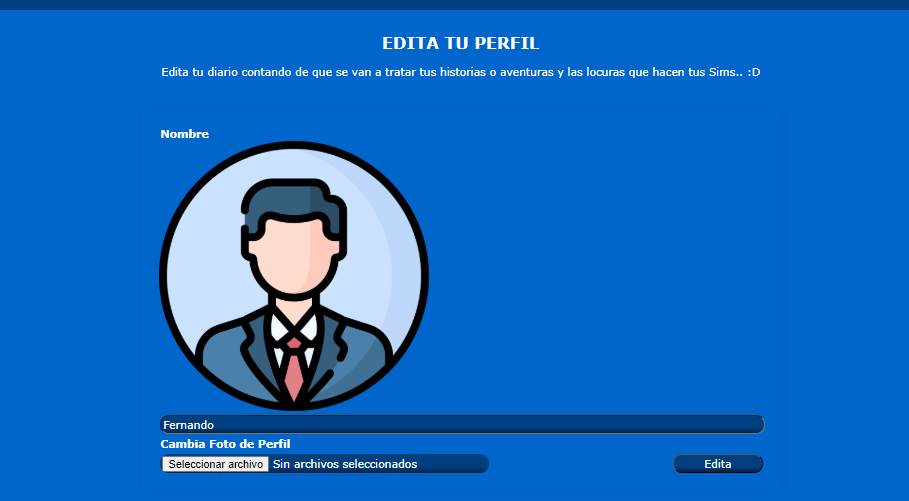 EDITA TU PERFIL
Edita tu diario contando de que se van a tratar tus historias o aventuras y las locuras que hacen tus Sims.. :D
Nombre
Fernando
Cambia Foto de Perfil
Seleccionar archivo Sin archivos seleccionados Edita